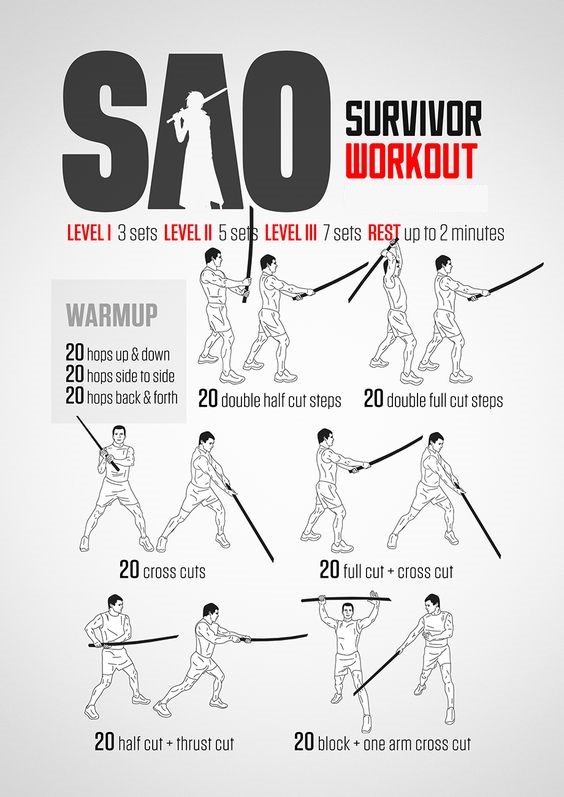 SAO
SURVIVOR
WORKOUT
LEVEL I 3 sets LEVEL II 5 sets LEVEL III 7 sets REST up to 2 minutes
WARMUP
20 hops up & down
20 hops side to side
20 hops back & forth
20 double half cut steps
20 double full cut steps
20 cross cuts
20 full cut + cross cut
20 half cut + thrust cut
20 block + one arm cross cut